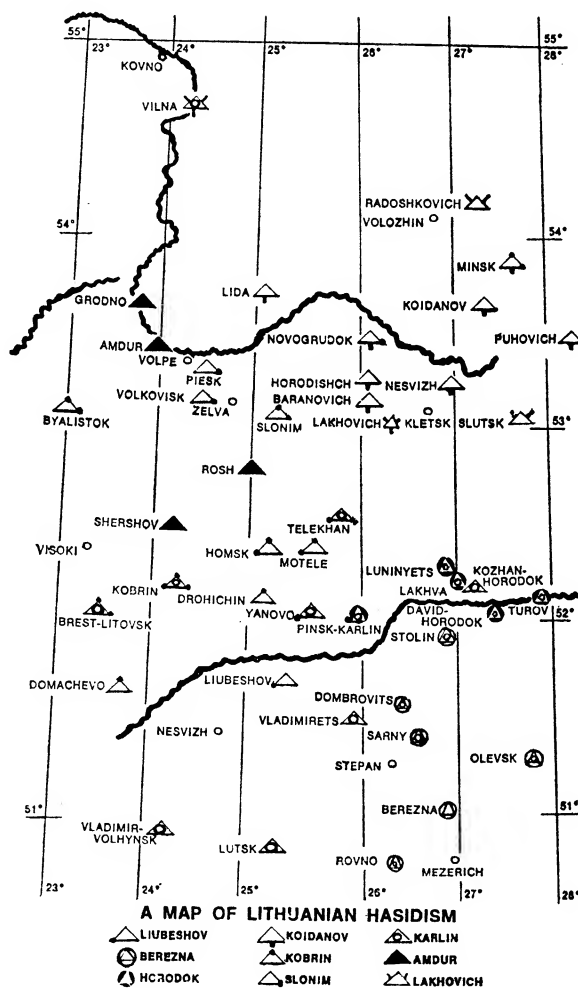 55°
55°
23°
24°
25°
26°
27°
28°
KOVNO
VILNA
RADOSHKOVICH
VOLOZHIN
54°
54°
MINSK
GRODNO
LIDA
KOIDANOV
AMDUR
VOLPE
NOVOGRUDOK
PUHOVICH
PIESK
HORODISHCH
NESVIZH
VOLKOVISK
ZELVA
BARANOVICH
BYALISTOK
SLONIM
LAKHOVICH
KLETSK
SLUTSK
53°
ROSH
SHERSHOV
TELEKHAN
VISOKI
HOMSK
MOTELE
LUNINYETS
KOZHAN-
HORODOK
KOBRIN
DROHICHIN
LAKHVA
BREST-LITOVSK
YANOVO
PINSK-KARLIN
DAVID-
HORODOK
TUROV
52°
STOLIN
DOMACHEVO
LIUBESHOV
DOMBROVITS
NESVIZH
VLADIMIRETS
SARNY
OLEVSK
STEPAN
51°
51°
BEREZNA
VLADIMIR-
VOLHYNSK
LUTSK
ROVNO
MEZERICH
23°
24°
25°
26°
27°
28°
A MAP OF LITHUANIAN HASIDISM
LIUBESHOV
KOIDANOV
KARLIN
BEREZNA
KOBRIN
AMDUR
HORODOK
SLONIM
LAKHOVICH